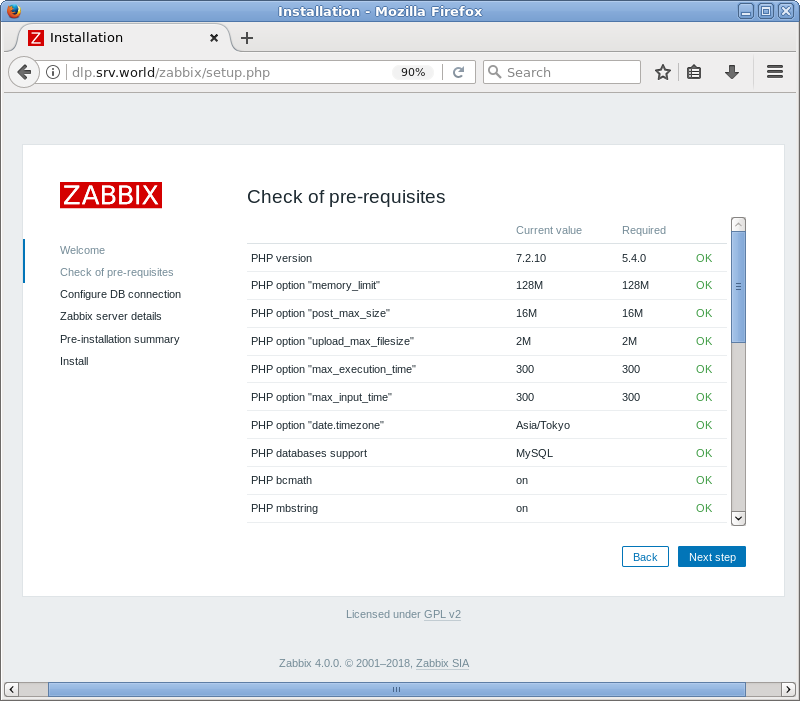 Installation - Mozilla Firefox
Z Installation
dlp.srv.world/zabbix/setup.php 90% Search
ZABBIX
Welcome
Check of pre-requisites
Configure DB connection
Zabbix server details
Pre-installation summary
Install
Check of pre-requisites
Current value Required
PHP version 7.2.10 5.4.0 OK
PHP option "memory_limit" 128M 128M OK
PHP option "post_max_size" 16M 16M OK
PHP option "upload_max_filesize" 2M 2M OK
PHP option "max_execution_time" 300 300 OK
PHP option "max_input_time" 300 300 OK
PHP option "date.timezone" Asia/Tokyo OK
PHP databases support MySQL OK
PHP bcmath on OK
PHP mbstring on OK
Back Next step
Licensed under GPL v2
Zabbix 4.0.0. © 2001–2018, Zabbix SIA